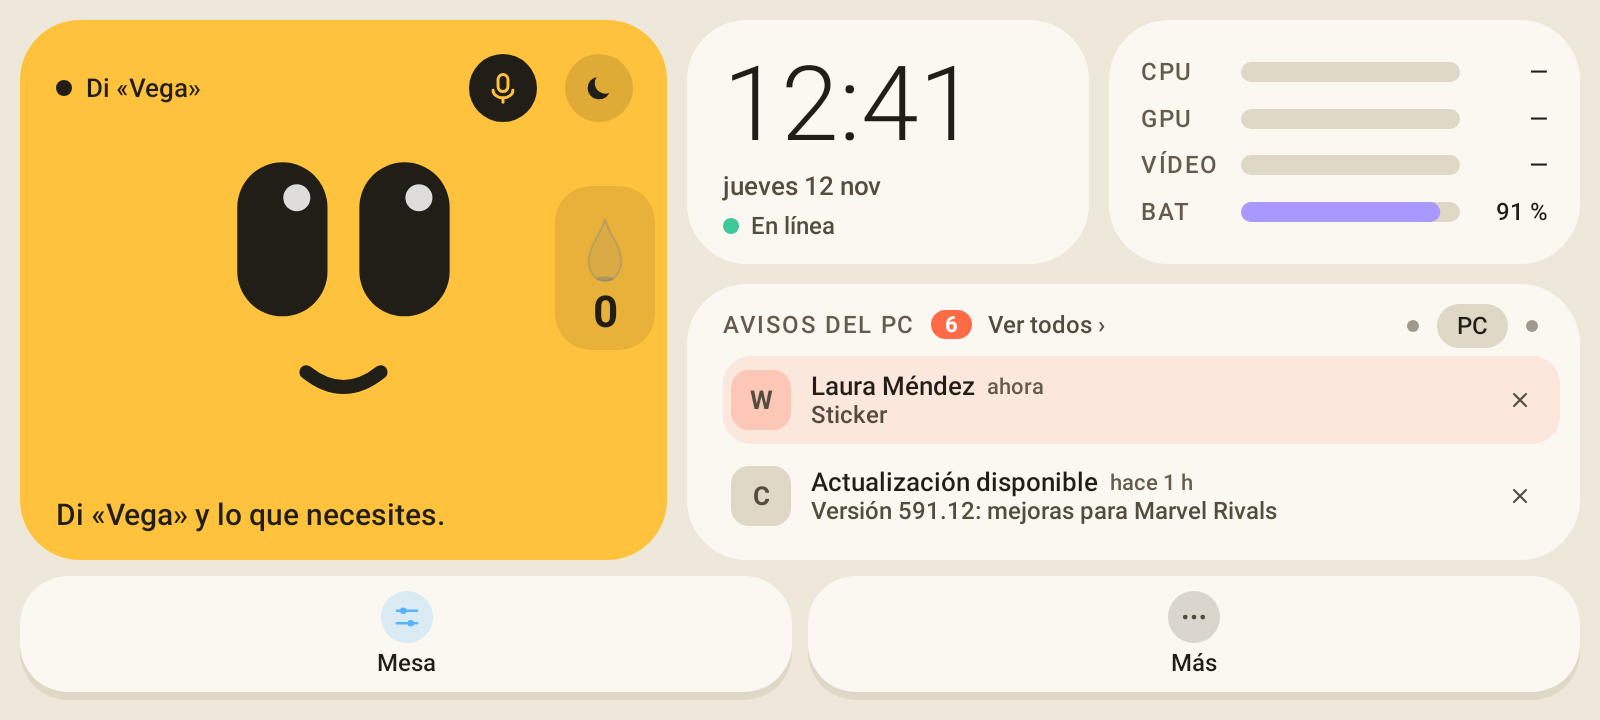 Di «Vega»
0
Di «Vega» y lo que necesites.
12:41
jueves 12 nov
En línea
CPU –
GPU –
VÍDEO –
BAT 91 %
AVISOS DEL PC 6 Ver todos ›
PC
W
Laura Méndez ahora
Sticker
C
Actualización disponible hace 1 h
Versión 591.12: mejoras para Marvel Rivals
Mesa
Más